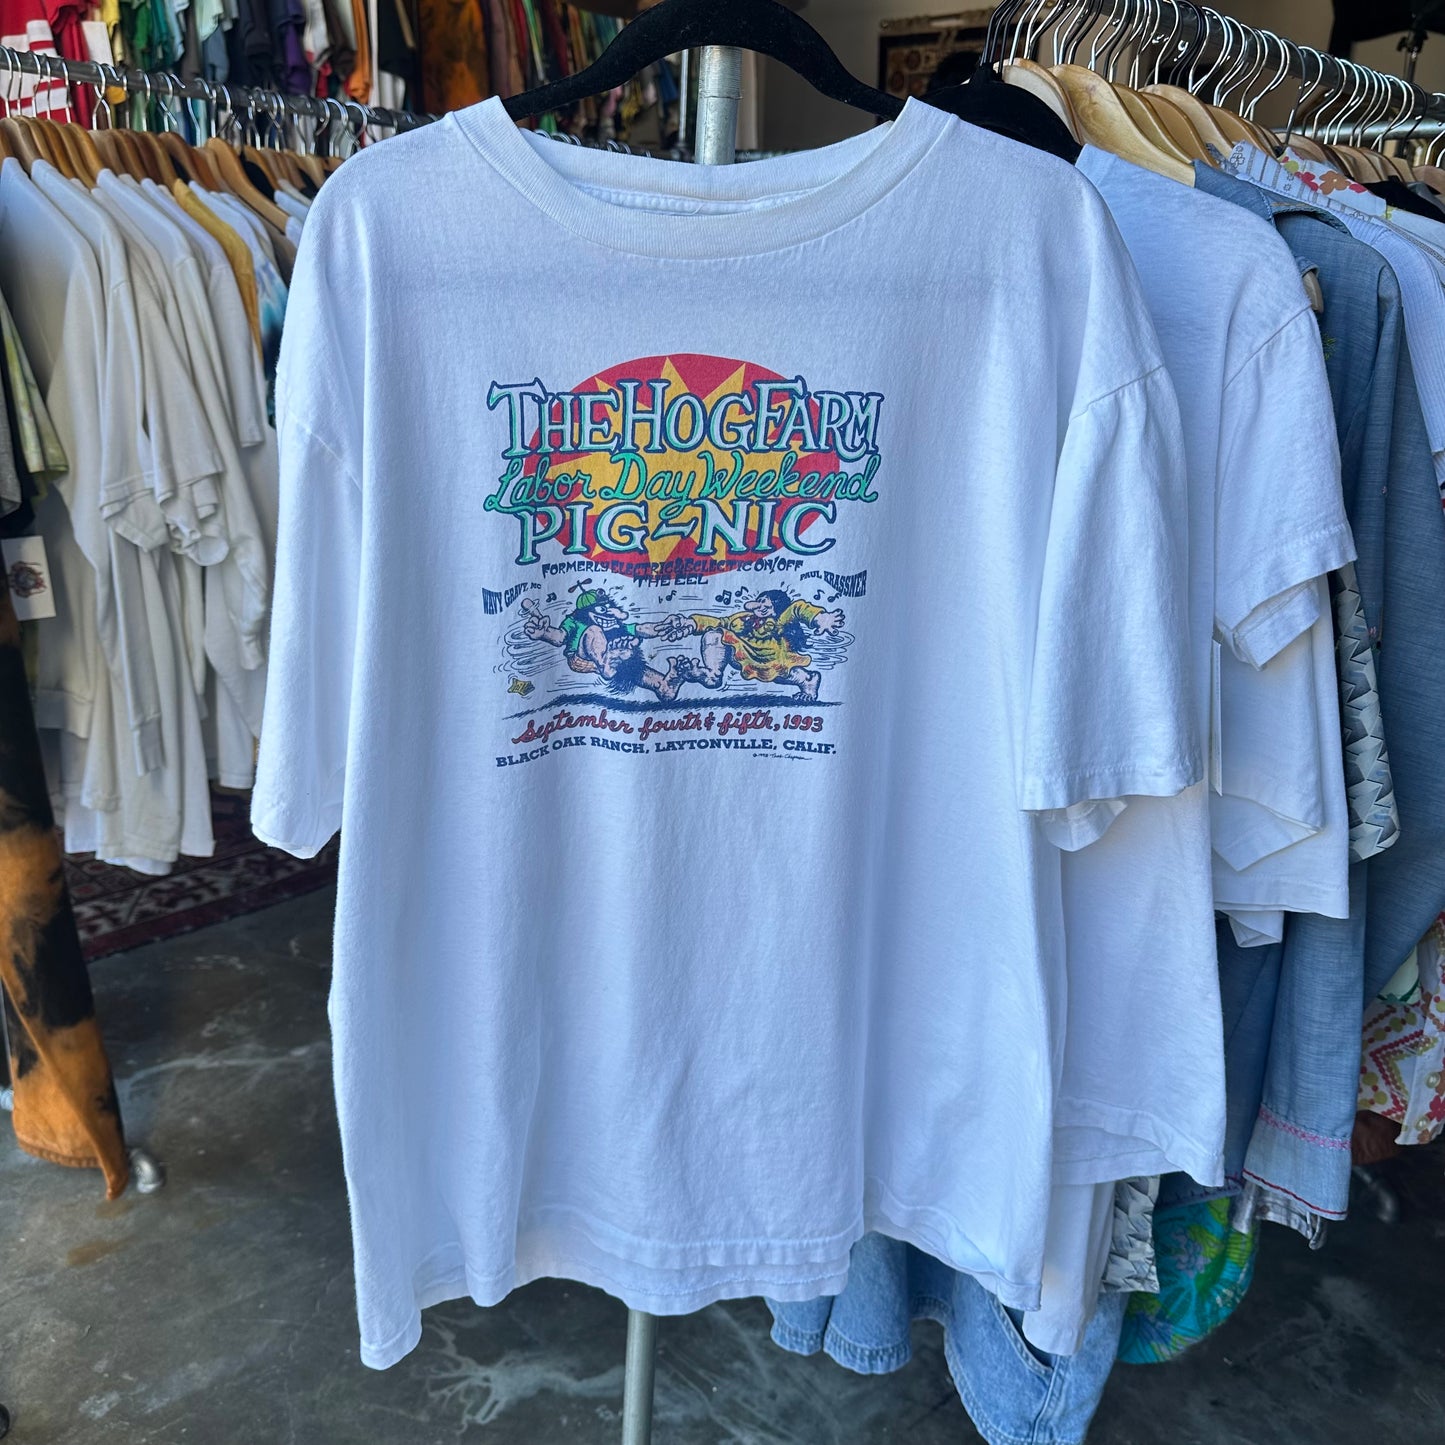 THE HOG FARM
Labor Day Weekend
PIG-NIC
FORMERLY ELECTRIC & ECLECTIC ON/OFF
THE EEL
WAVY GRAVY, MC
PAUL KRASSNER
September fourth & fifth, 1993
BLACK OAK RANCH, LAYTONVILLE, CALIF.